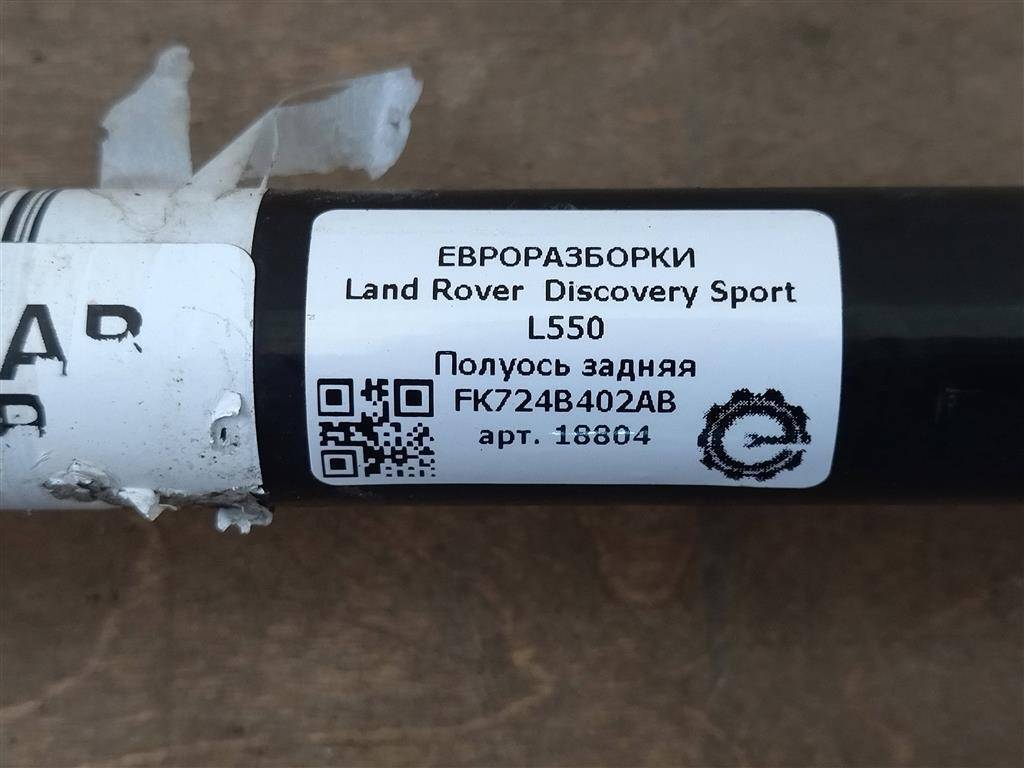 ЕВРОРАЗБОРКИ
Land Rover Discovery Sport
L550
Полуось задняя
FK724B402AB
арт. 18804